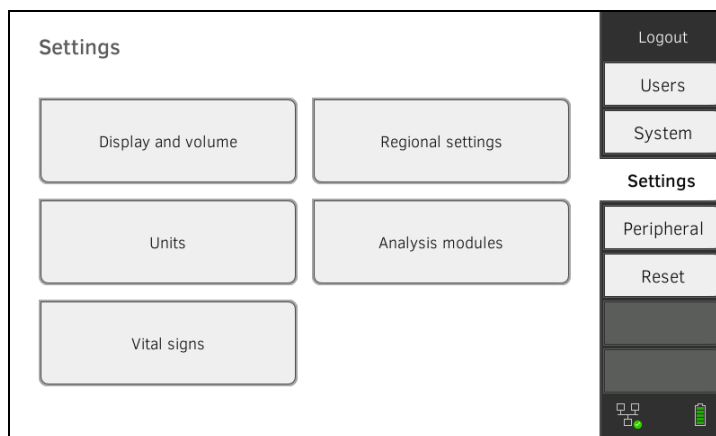 Settings
Display and volume
Regional settings
Units
Analysis modules
Vital signs
Logout
Users
System
Settings
Peripheral
Reset